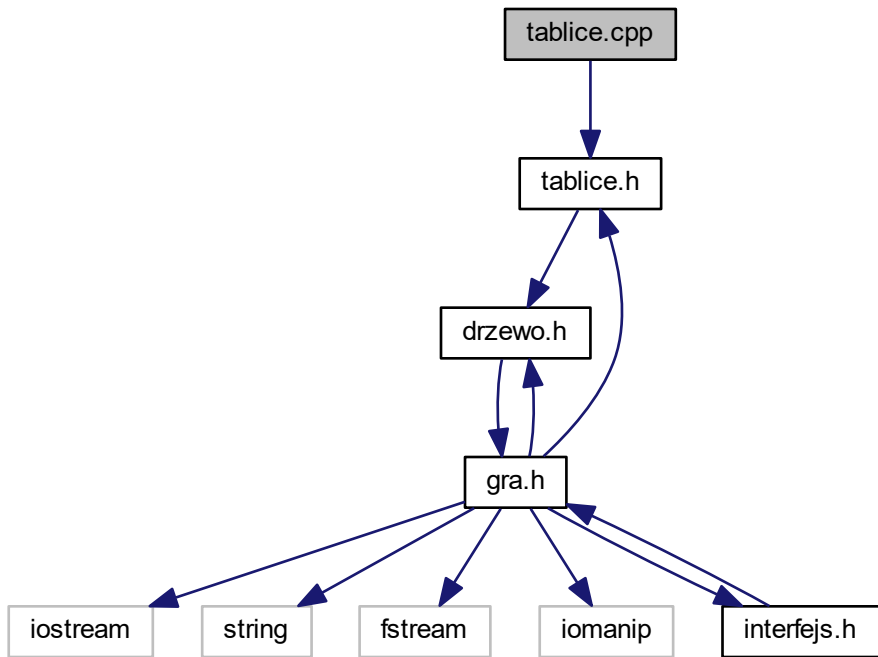 tablice.cpp
tablice.h
drzewo.h
gra.h
iostream
string
fstream
iomanip
interfejs.h